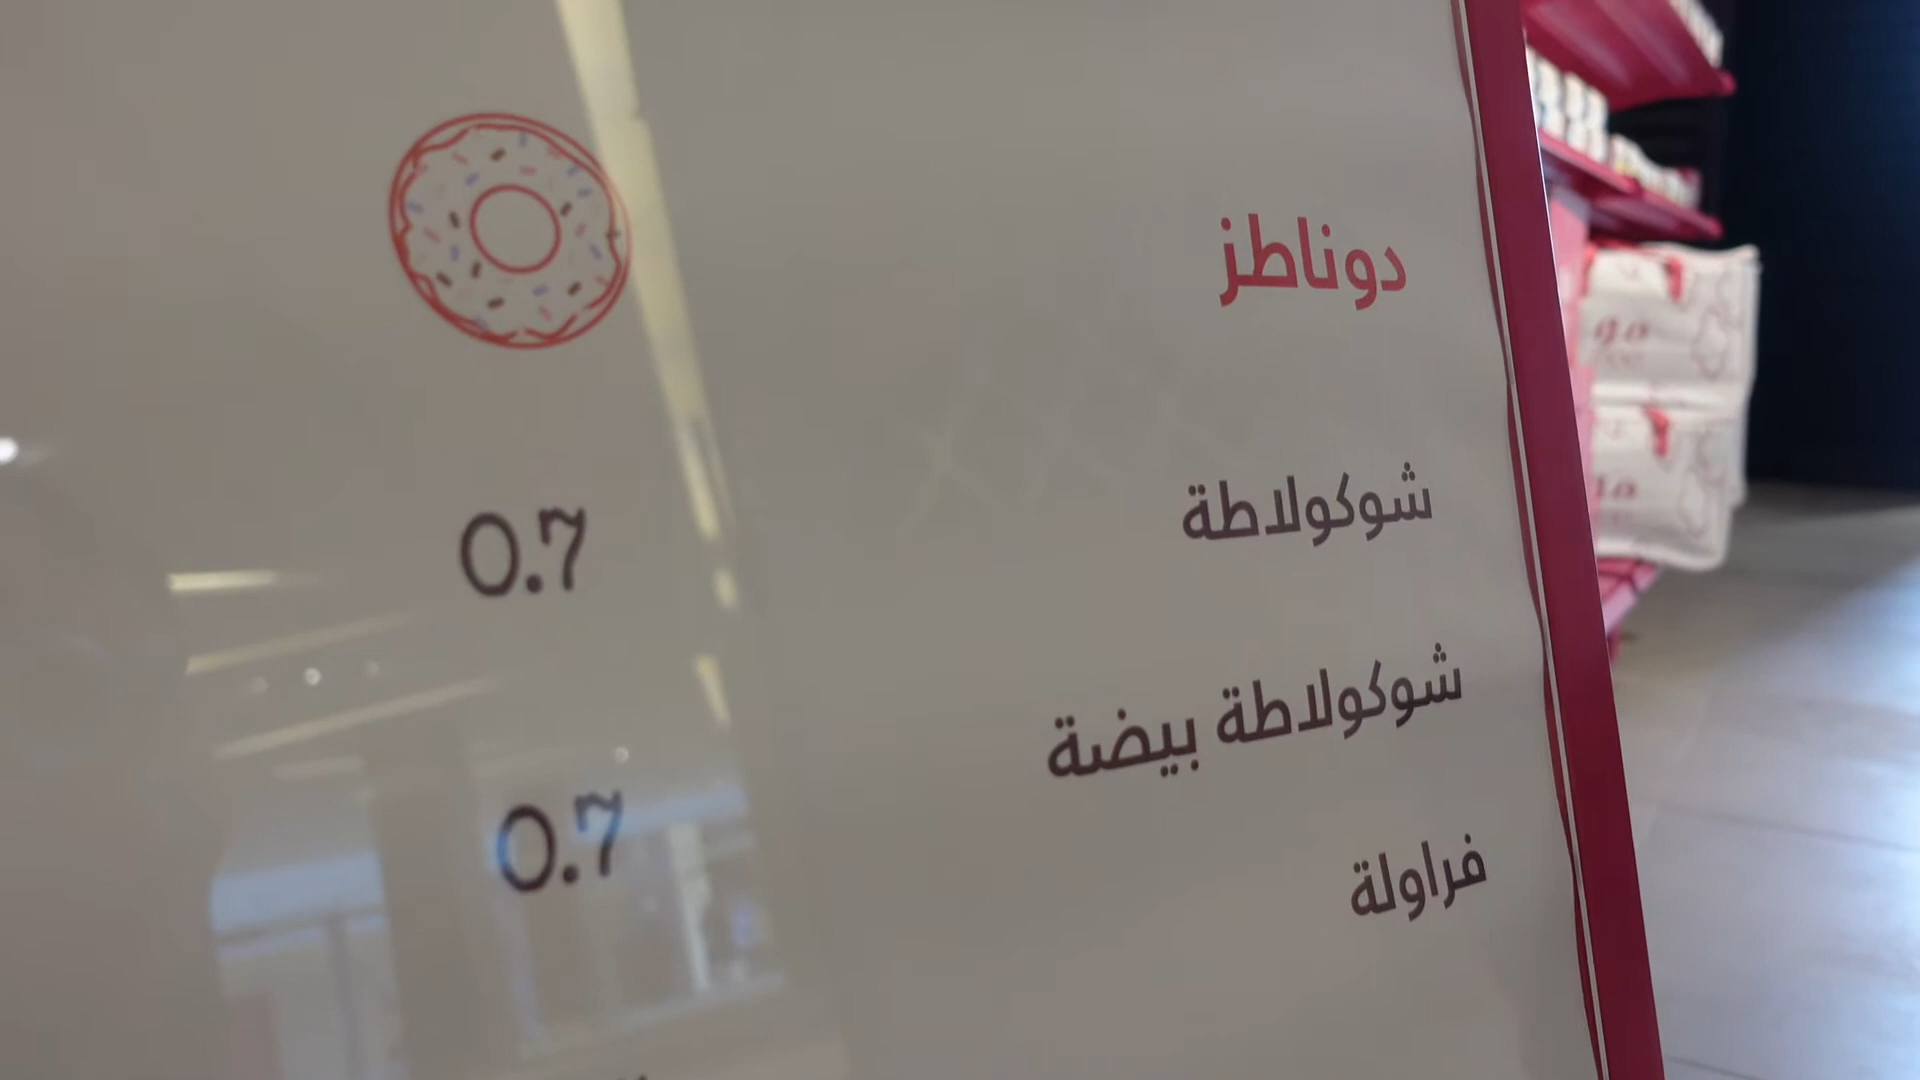 دوناطز
شوكولاطة
0.7
شوكولاطة بيضة
0.7
فراولة